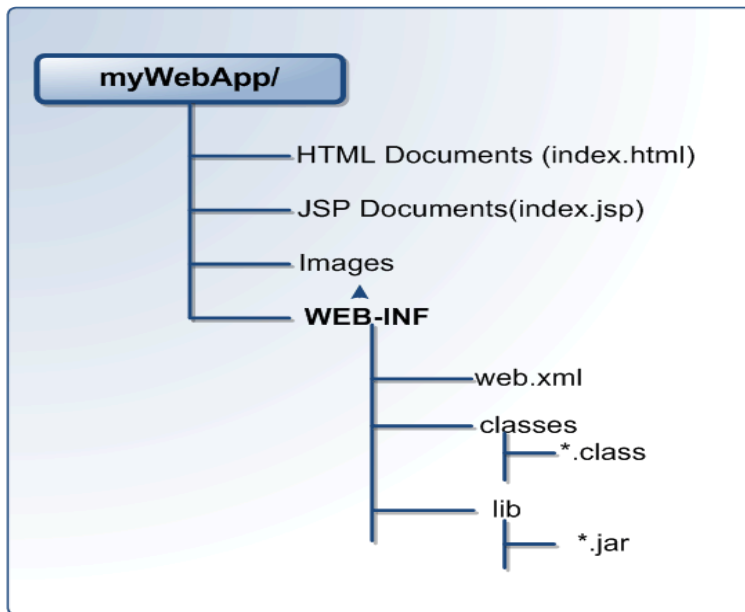 myWebApp/
HTML Documents (index.html)
JSP Documents(index.jsp)
Images
WEB-INF
web.xml
classes
*.class
lib
*.jar